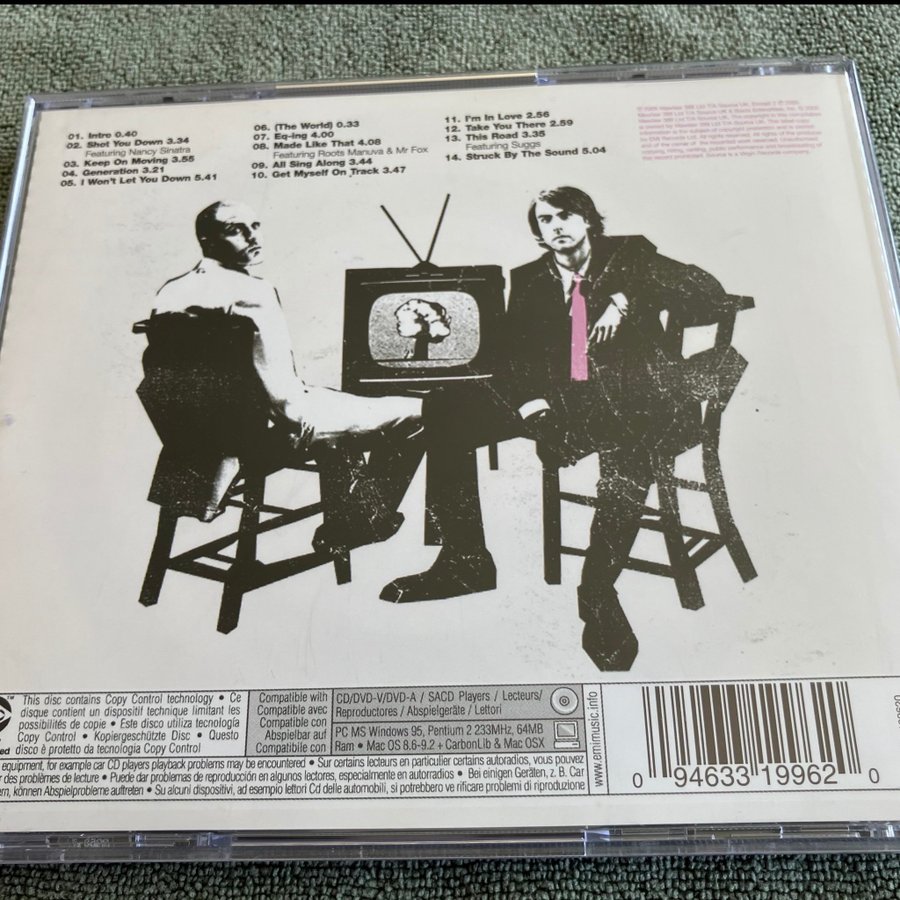 01. Intro 0.40
02. Shot You Down 3.34
Featuring Nancy Sinatra
03. Keep On Moving 3.55
04. Generation 3.21
05. I Won't Let You Down 5.41
06. (The World) 0.33
07. Eq-ing 4.00
08. Made Like That 4.08
Featuring Roots Manuva & Mr Fox
09. All Sing Along 3.44
10. Get Myself On Track 3.47
11. I'm In Love 2.56
12. Take You There 2.59
13. This Road 3.35
Featuring Suggs
14. Struck By The Sound 5.04
This disc contains Copy Control technology • Ce
disque contient un dispositif technique limitant les
possibilités de copie • Este disco utiliza tecnología
Copy Control • Kopiergeschützte Disc • Questo
disco è protetto da tecnologia Copy Control
Compatible with
Compatible avec
Compatible con
Abspielbar auf
Compatibile con
CD/DVD-V/DVD-A / SACD Players / Lecteurs/
Reproductores / Abspielgeräte / Lettori
PC MS Windows 95, Pentium 2 233MHz, 64MB
Ram • Mac OS 8.6-9.2 + CarbonLib & Mac OSX
www.emimusic.info
equipment, for example car CD players playback problems may be encountered • Sur certains lecteurs en particulier certains autoradios, vous pouvez
des problèmes de lecture • Puede dar problemas de reproducción en algunos lectores, especialmente en autorradios • Bei einigen Geräten, z. B. Car
können Abspielprobleme auftreten • Su alcuni dispositivi, ad esempio lettori Cd delle automobili, si potrebbero verificare problemi di riproduzione
0 94633 19962 0